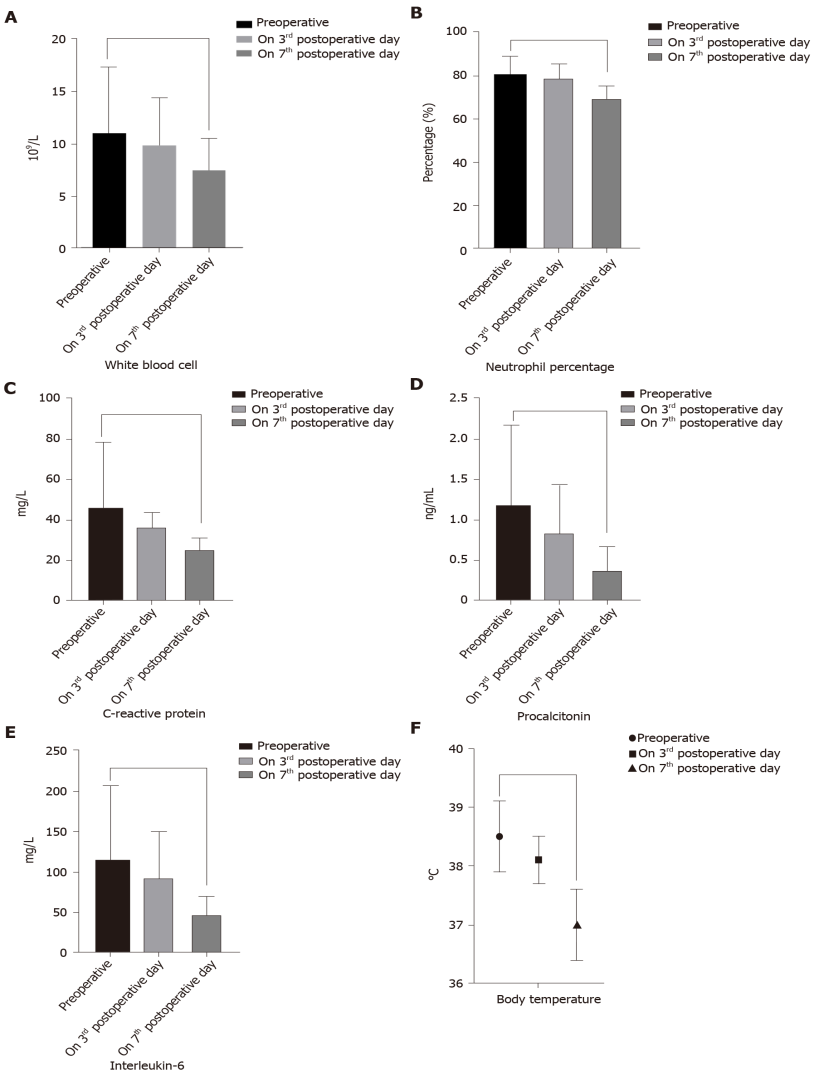 A
Preoperative
On 3rd postoperative day
On 7th postoperative day
20
15
10
5
0
10⁹/L
Preoperative
On 3rd postoperative day
On 7th postoperative day
White blood cell
B
Preoperative
On 3rd postoperative day
On 7th postoperative day
100
80
60
40
20
0
Percentage (%)
Preoperative
On 3rd postoperative day
On 7th postoperative day
Neutrophil percentage
C
Preoperative
On 3rd postoperative day
On 7th postoperative day
100
80
60
40
20
0
mg/L
Preoperative
On 3rd postoperative day
On 7th postoperative day
C-reactive protein
D
Preoperative
On 3rd postoperative day
On 7th postoperative day
2.5
2.0
1.5
1.0
0.5
0
ng/mL
Preoperative
On 3rd postoperative day
On 7th postoperative day
Procalcitonin
E
Preoperative
On 3rd postoperative day
On 7th postoperative day
250
200
150
100
50
0
mg/L
Preoperative
On 3rd postoperative day
On 7th postoperative day
Interleukin-6
F
Preoperative
On 3rd postoperative day
On 7th postoperative day
40
39
38
37
36
ºC
Body temperature